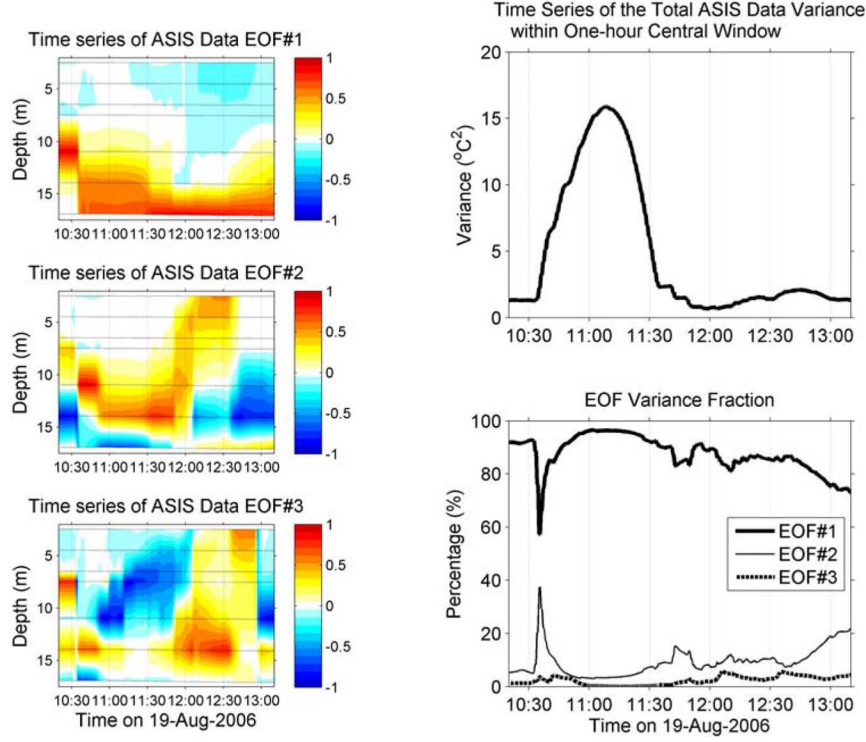 Time series of ASIS Data EOF#1
Depth (m)
5
10
15
10:30 11:00 11:30 12:00 12:30 13:00
1
0.5
0
-0.5
-1
Time series of ASIS Data EOF#2
Depth (m)
5
10
15
10:30 11:00 11:30 12:00 12:30 13:00
1
0.5
0
-0.5
-1
Time series of ASIS Data EOF#3
Depth (m)
5
10
15
10:30 11:00 11:30 12:00 12:30 13:00
Time on 19-Aug-2006
1
0.5
0
-0.5
-1
Time Series of the Total ASIS Data Variance
within One-hour Central Window
Variance (°C²)
20
15
10
5
0
10:30 11:00 11:30 12:00 12:30 13:00
EOF Variance Fraction
Percentage (%)
100
80
60
40
20
0
EOF#1
EOF#2
EOF#3
10:30 11:00 11:30 12:00 12:30 13:00
Time on 19-Aug-2006